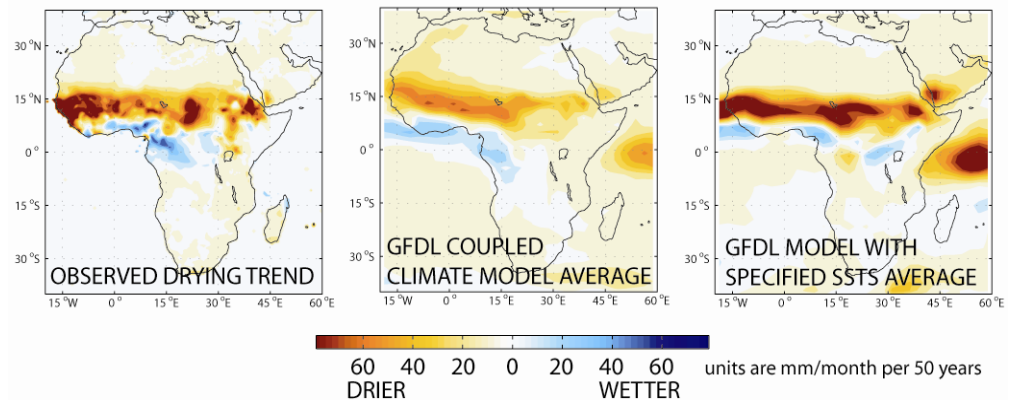 30 °N
15 °N
0 °
15 °S
30 °S
OBSERVED DRYING TREND
15 °W 0 ° 15 °E 30 °E 45 °E 60 °E
30 °N
15 °N
0 °
15 °S
30 °S
GFDL COUPLED
CLIMATE MODEL AVERAGE
15 °W 0 ° 15 °E 30 °E 45 °E 60 °E
30 °N
15 °N
0 °
15 °S
30 °S
GFDL MODEL WITH
SPECIFIED SSTS AVERAGE
15 °W 0 ° 15 °E 30 °E 45 °E 60 °E
60 40 20 0 20 40 60
units are mm/month per 50 years
DRIER WETTER